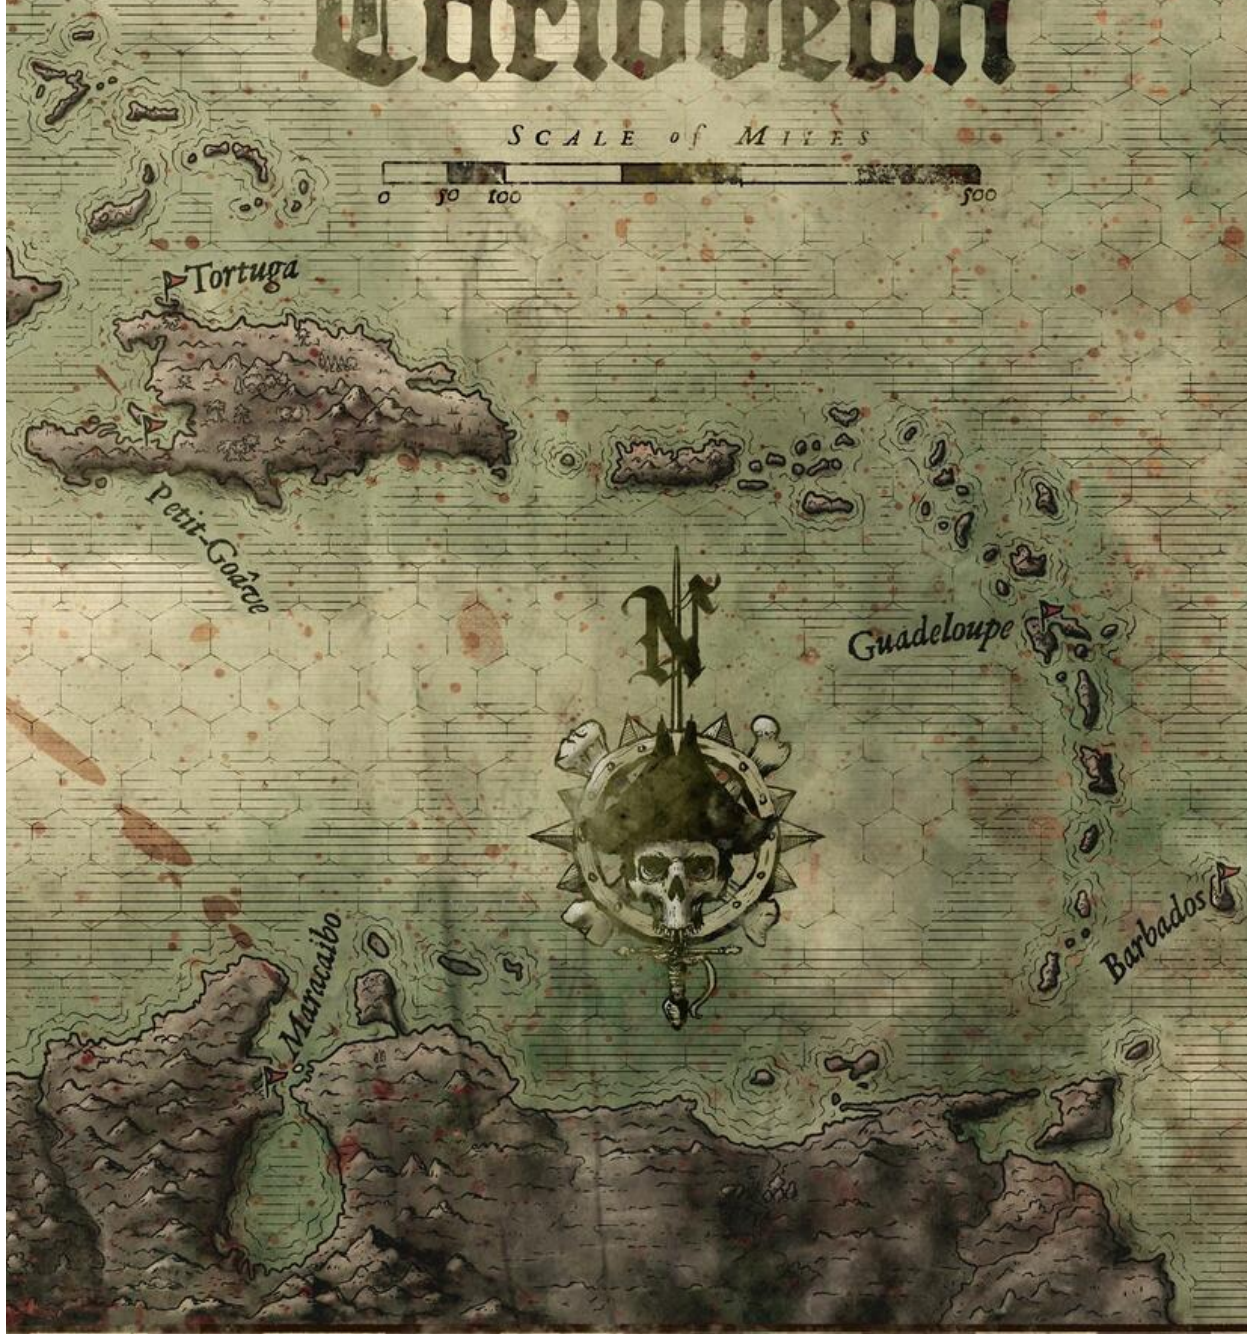 Caribbean
Scale of Miles
0 50 100 500
Tortuga
Petit-Goâve
N
Guadeloupe
Barbados
Maracaibo